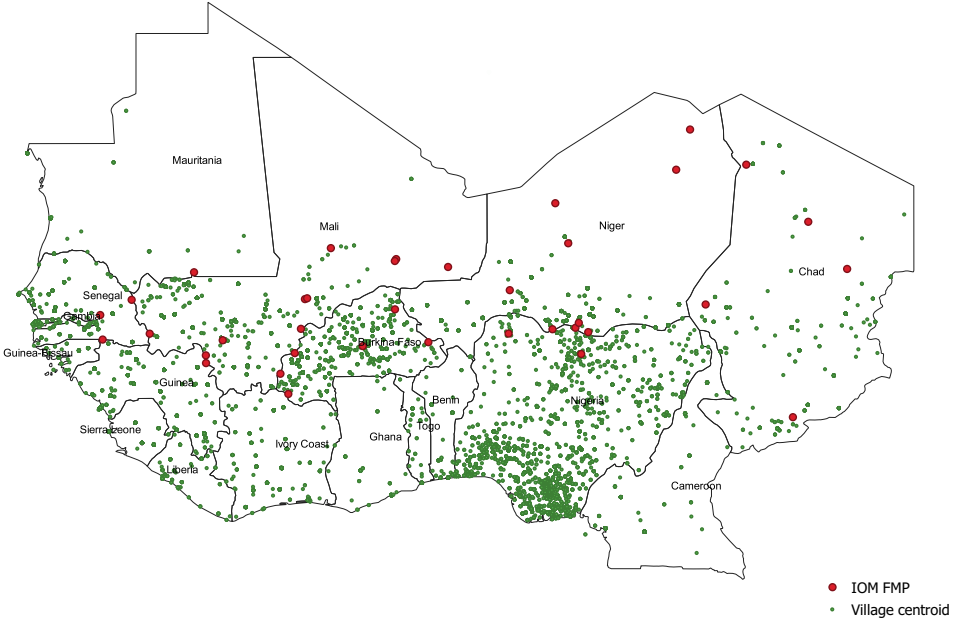 Mauritania
Mali
Niger
Chad
Senegal
Gambia
Guinea-Bissau
Burkina Faso
Guinea
Benin
Nigeria
Sierra Leone
Togo
Ivory Coast
Ghana
Liberia
Cameroon
IOM FMP
Village centroid